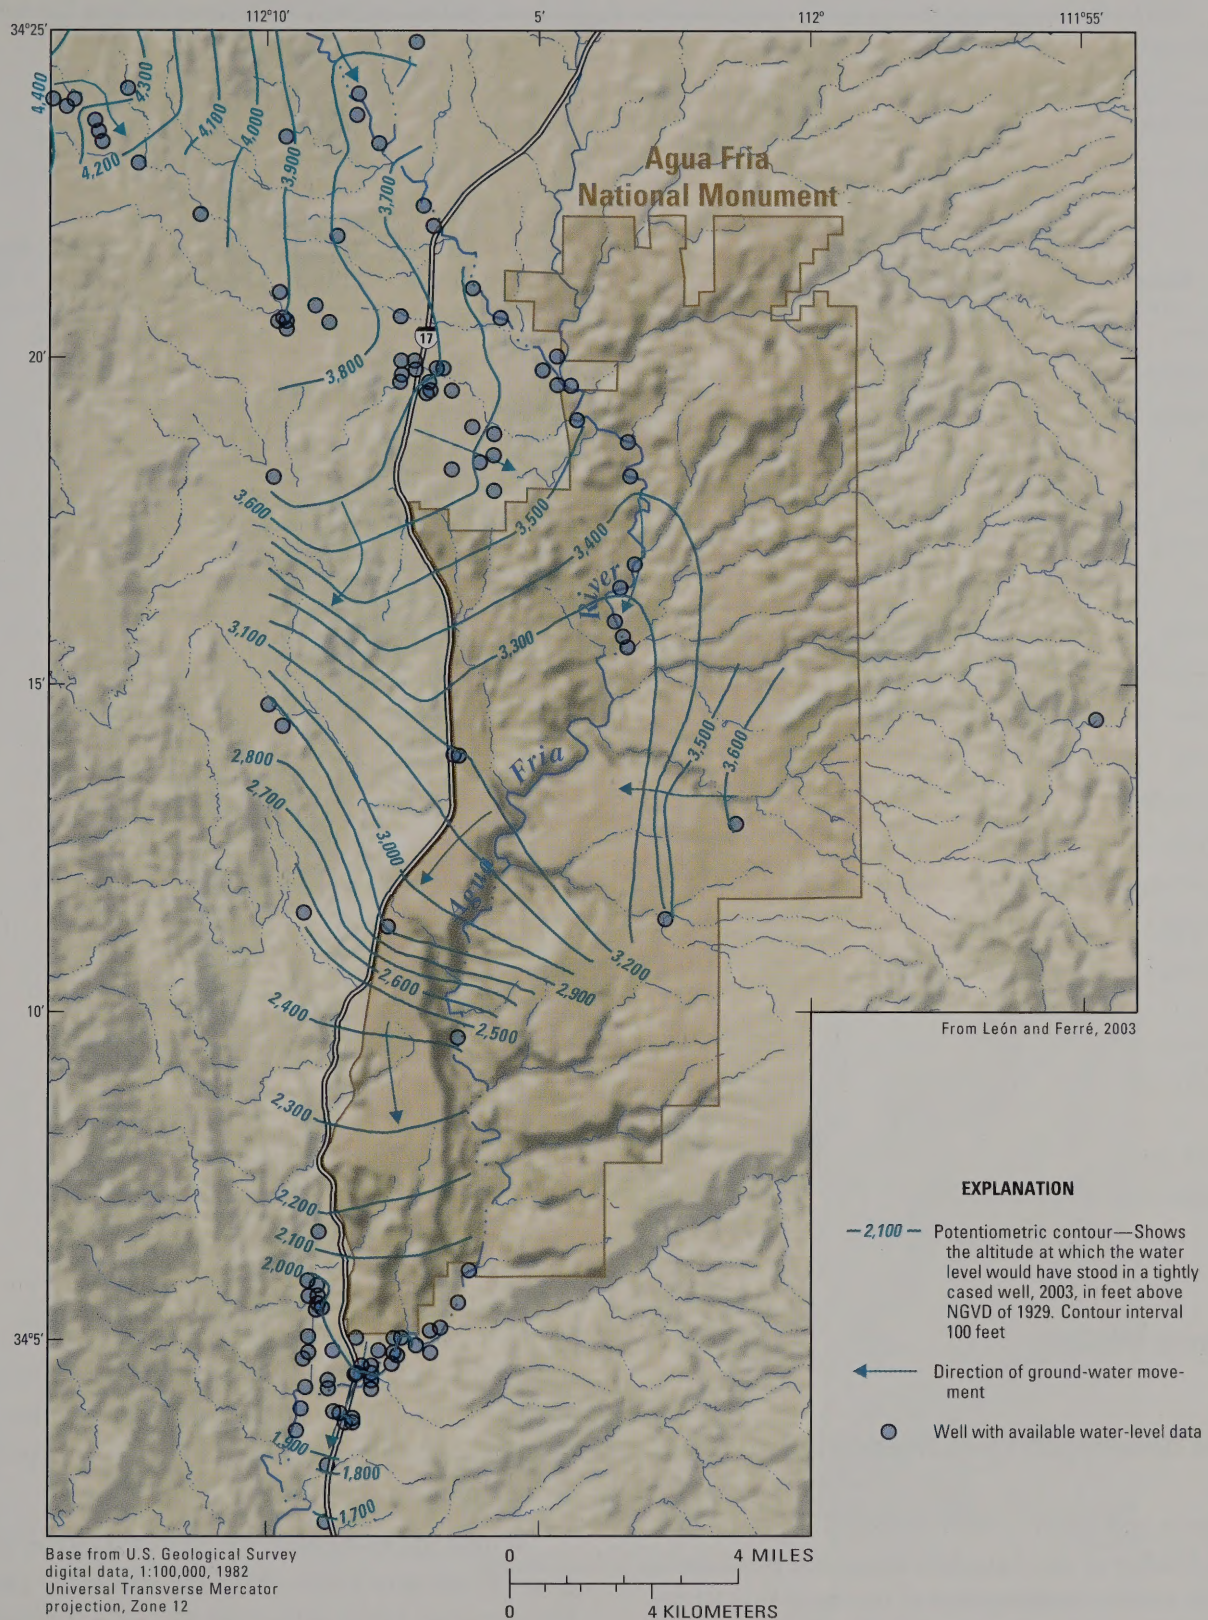 112°10′ 5′ 112° 111°55′
34°25′
4,400
4,300
4,200
4,100
4,000
3,900
3,700
Agua Fria
National Monument
17
20′
3,800
3,600
3,500
3,400
River
3,300
3,100
15′
Fria
3,500
3,600
2,800
2,700
3,000
Agua
3,200
2,600
2,900
2,400
2,500
10′
From León and Ferré, 2003
2,300
2,200
2,100
2,000
34°5′
1,900
1,800
1,700
EXPLANATION
2,100 Potentiometric contour—Shows
the altitude at which the water
level would have stood in a tightly
cased well, 2003, in feet above
NGVD of 1929. Contour interval
100 feet
Direction of ground-water move-
ment
Well with available water-level data
Base from U.S. Geological Survey
digital data, 1:100,000, 1982
Universal Transverse Mercator
projection, Zone 12
0 4 MILES
0 4 KILOMETERS